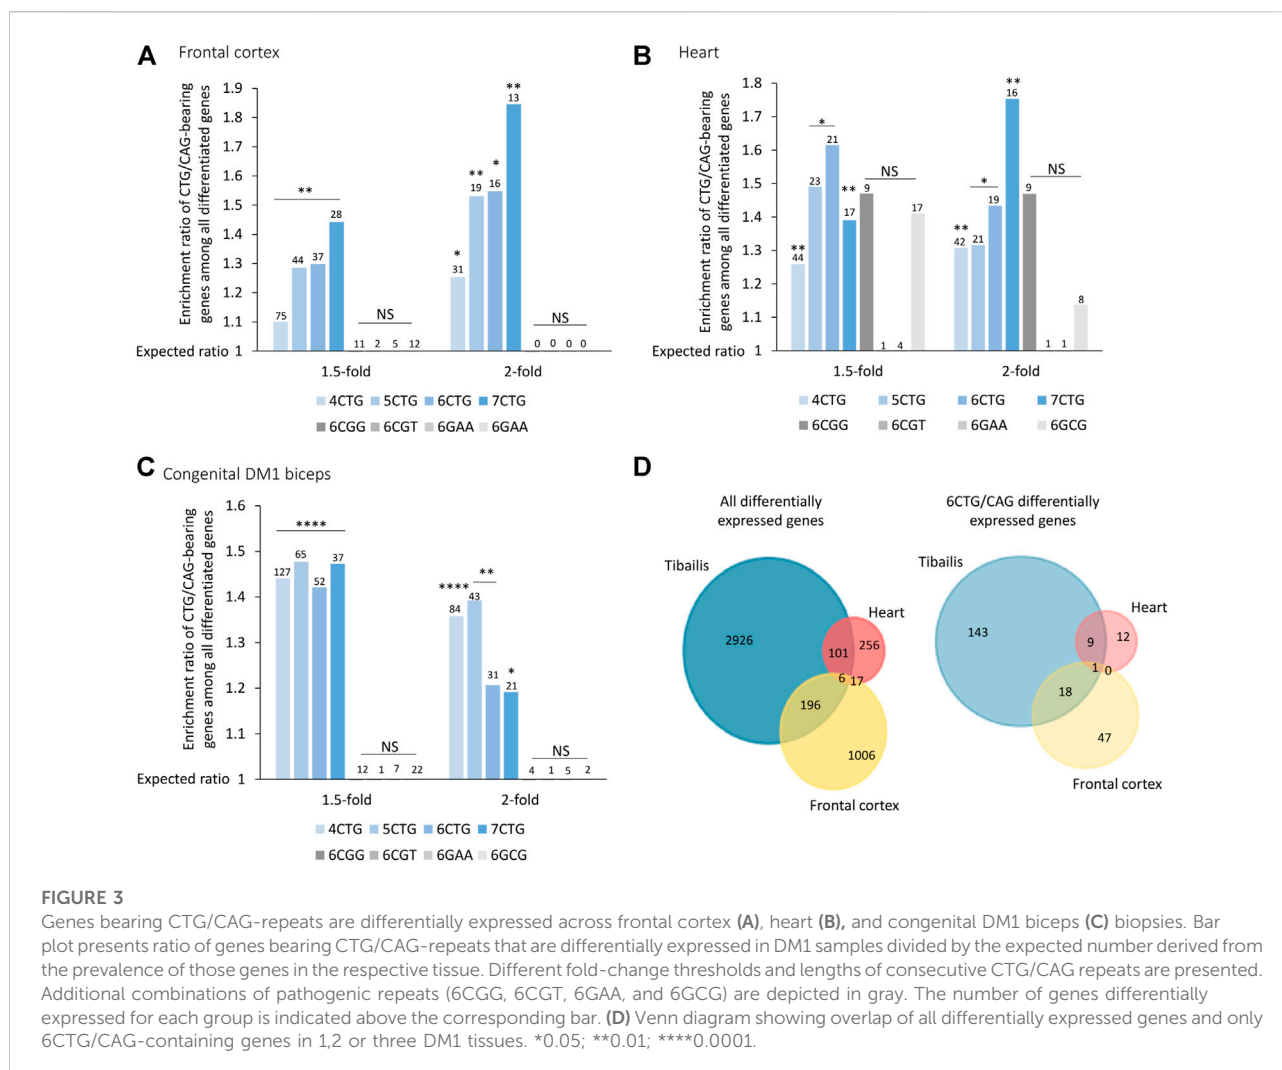 A Frontal cortex
Enrichment ratio of CTG/CAG-bearing
genes among all differentiated genes
1.9
1.8
1.7
1.6
1.5
1.4
1.3
1.2
1.1
Expected ratio 1
75
44
37
28
**
11 2 5 12
NS
31
*
19
**
16
*
13
**
0 0 0 0
NS
1.5-fold 2-fold
4CTG 5CTG 6CTG 7CTG
6CGG 6CGT 6GAA 6GAA
B Heart
Enrichment ratio of CTG/CAG-bearing
genes among all differentiated genes
1.8
1.7
1.6
1.5
1.4
1.3
1.2
1.1
Expected ratio 1
**
44
23
*
21
**
17
9
NS
1 4
17
**
42
21
*
19
**
16
9
NS
1 1
8
1.5-fold 2-fold
4CTG 5CTG 6CTG 7CTG
6CGG 6CGT 6GAA 6GCG
C Congenital DM1 biceps
Enrichment ratio of CTG/CAG-bearing
genes among all differentiated genes
1.6
1.5
1.4
1.3
1.2
1.1
Expected ratio 1
****
127
65
52
37
NS
12 1 7 22
****
84
43
**
31
*
21
NS
4 1 5 2
1.5-fold 2-fold
4CTG 5CTG 6CTG 7CTG
6CGG 6CGT 6GAA 6GCG
D
All differentially
expressed genes
Tibailis
Heart
2926
101
256
6 17
196
1006
Frontal cortex
6CTG/CAG differentially
expressed genes
Tibailis
Heart
143
9
12
1 0
18
47
Frontal cortex
FIGURE 3
Genes bearing CTG/CAG-repeats are differentially expressed across frontal cortex (A), heart (B), and congenital DM1 biceps (C) biopsies. Bar
plot presents ratio of genes bearing CTG/CAG-repeats that are differentially expressed in DM1 samples divided by the expected number derived from
the prevalence of those genes in the respective tissue. Different fold-change thresholds and lengths of consecutive CTG/CAG repeats are presented.
Additional combinations of pathogenic repeats (6CGG, 6CGT, 6GAA, and 6GCG) are depicted in gray. The number of genes differentially
expressed for each group is indicated above the corresponding bar. (D) Venn diagram showing overlap of all differentially expressed genes and only
6CTG/CAG-containing genes in 1,2 or three DM1 tissues. *0.05; **0.01; ****0.0001.